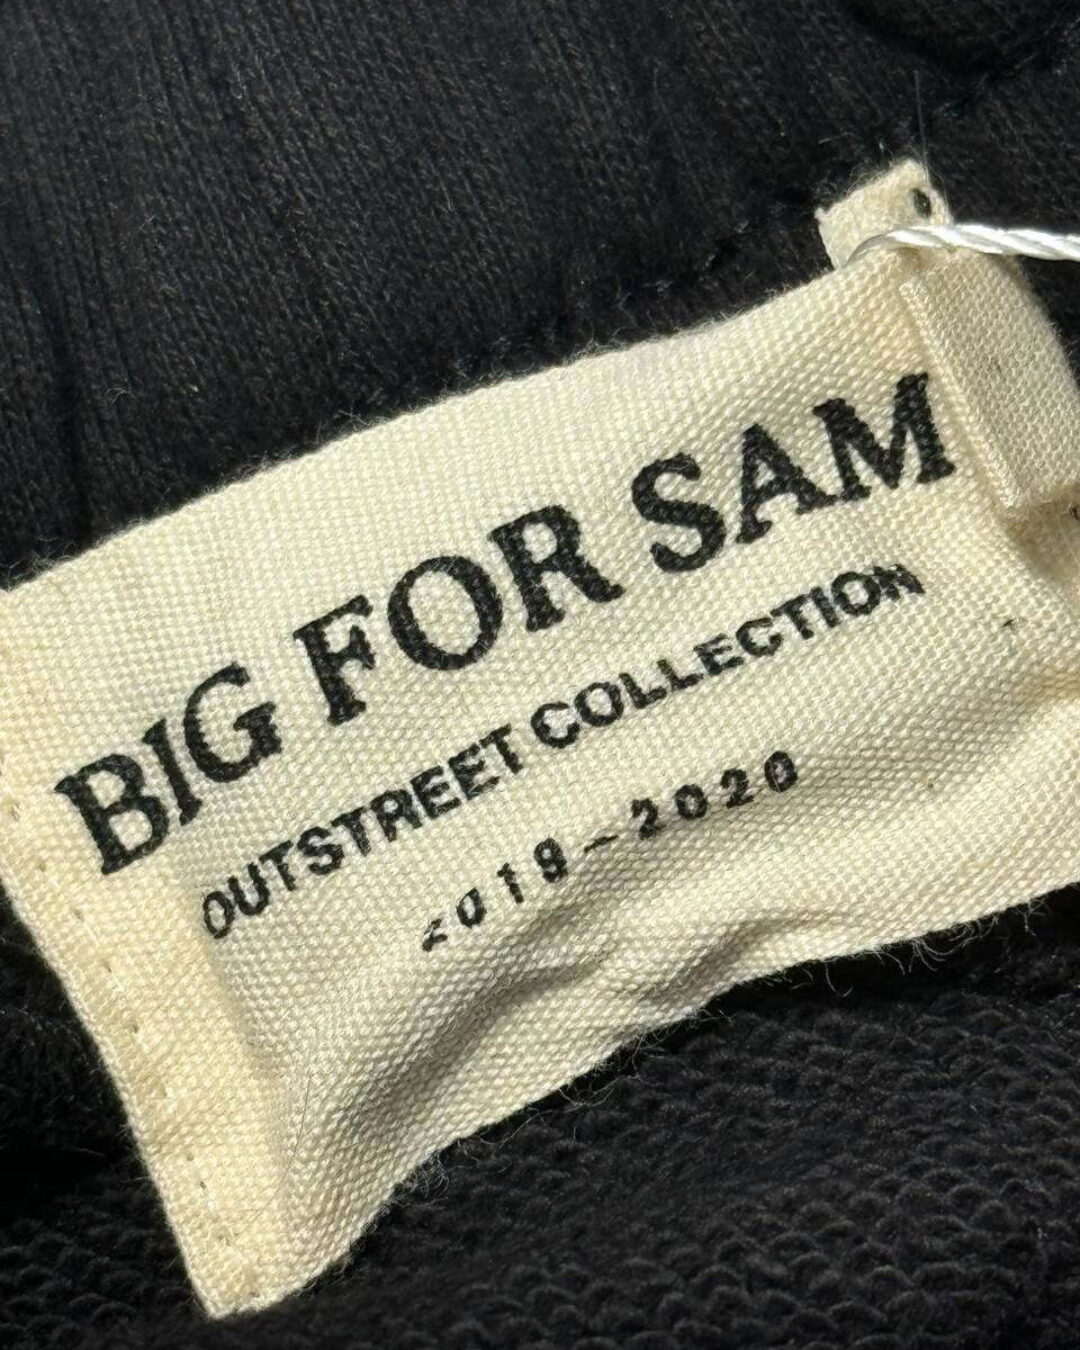 BIG FOR SAM
OUTSTREET COLLECTION
2019-2020